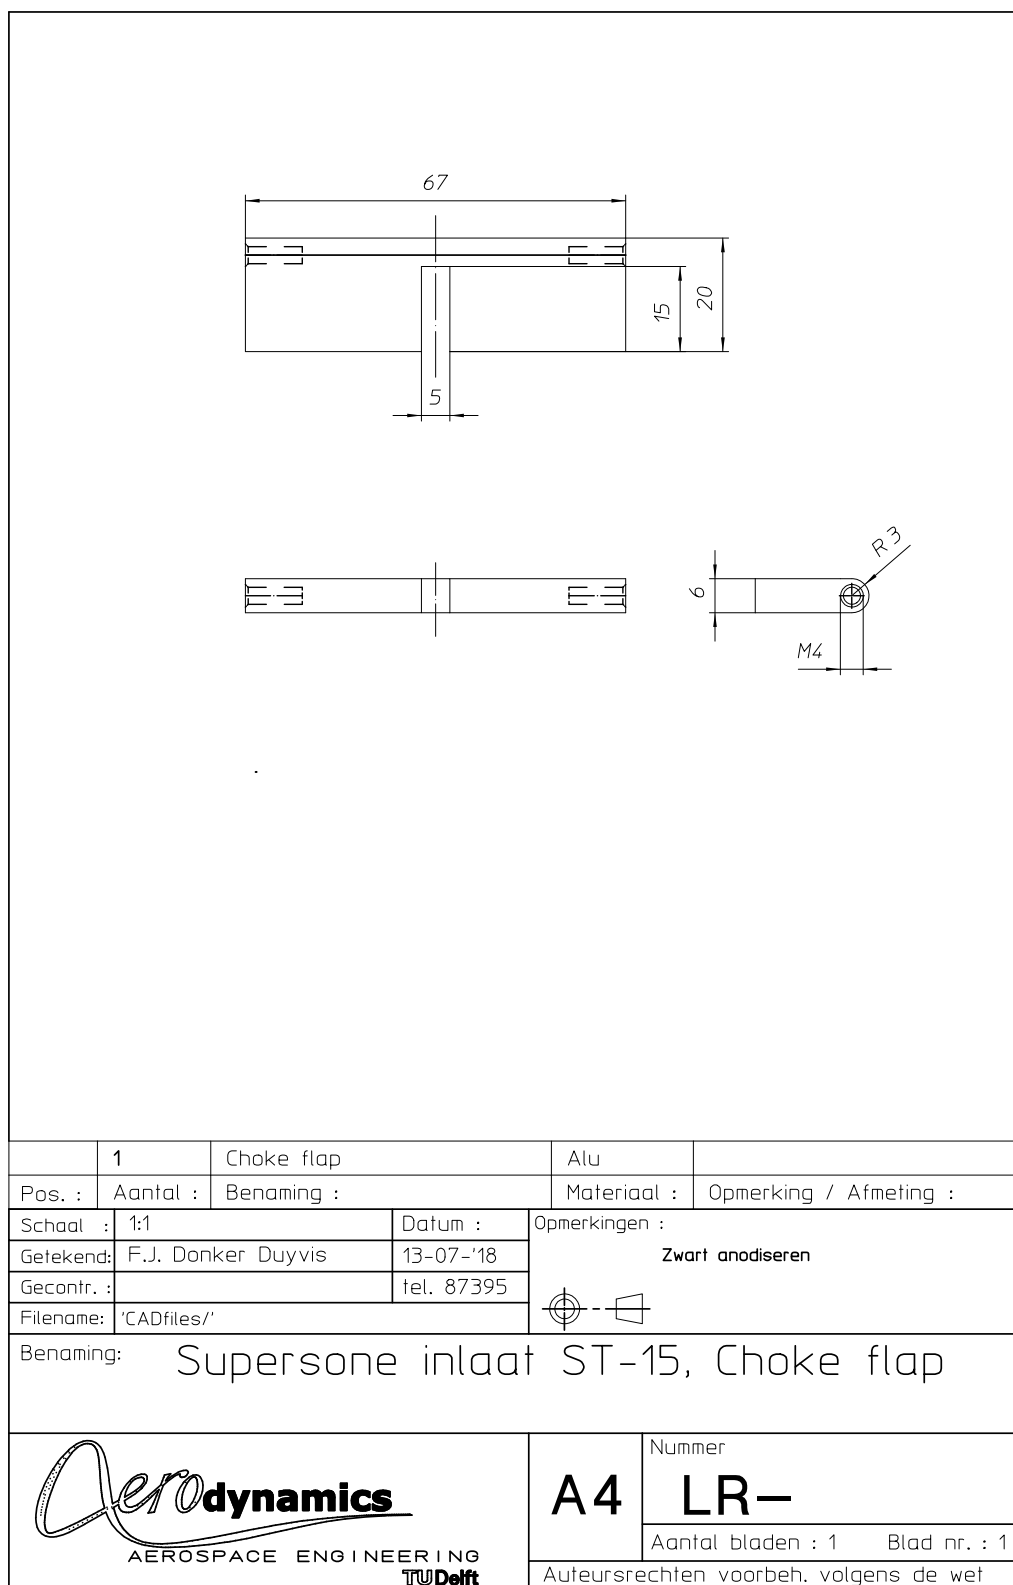 67
15
20
5
R3
6
M4
1 Choke flap Alu
Pos. : Aantal : Benaming : Materiaal : Opmerking / Afmeting :
Schaal : 1:1 Datum : Opmerkingen :
Getekend: F.J. Donker Duyvis 13-07-'18 Zwart anodiseren
Gecontr. : tel. 87395
Filename: 'CADfiles/'
Benaming: Supersone inlaat ST-15, Choke flap
Aerodynamics
AEROSPACE ENGINEERING
TU Delft
A4
Nummer
LR-
Aantal bladen : 1 Blad nr. : 1
Auteursrechten voorbeh. volgens de wet